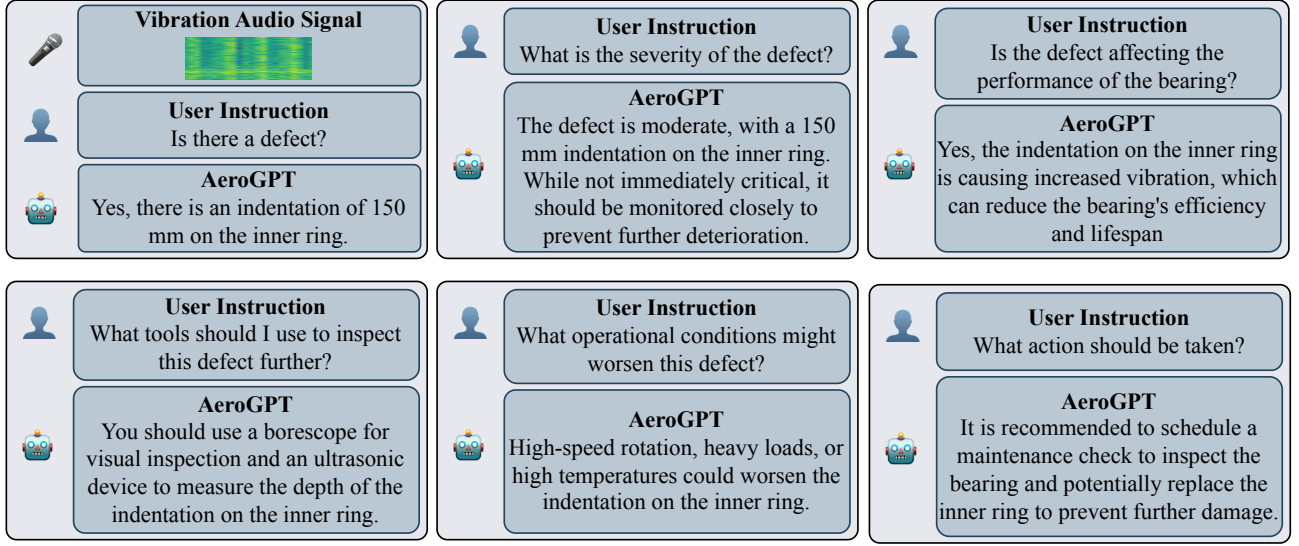 Vibration Audio Signal
User Instruction
Is there a defect?
AeroGPT
Yes, there is an indentation of 150
mm on the inner ring.
User Instruction
What is the severity of the defect?
AeroGPT
The defect is moderate, with a 150
mm indentation on the inner ring.
While not immediately critical, it
should be monitored closely to
prevent further deterioration.
User Instruction
Is the defect affecting the
performance of the bearing?
AeroGPT
Yes, the indentation on the inner ring
is causing increased vibration, which
can reduce the bearing's efficiency
and lifespan
User Instruction
What tools should I use to inspect
this defect further?
AeroGPT
You should use a borescope for
visual inspection and an ultrasonic
device to measure the depth of the
indentation on the inner ring.
User Instruction
What operational conditions might
worsen this defect?
AeroGPT
High-speed rotation, heavy loads, or
high temperatures could worsen the
indentation on the inner ring.
User Instruction
What action should be taken?
AeroGPT
It is recommended to schedule a
maintenance check to inspect the
bearing and potentially replace the
inner ring to prevent further damage.